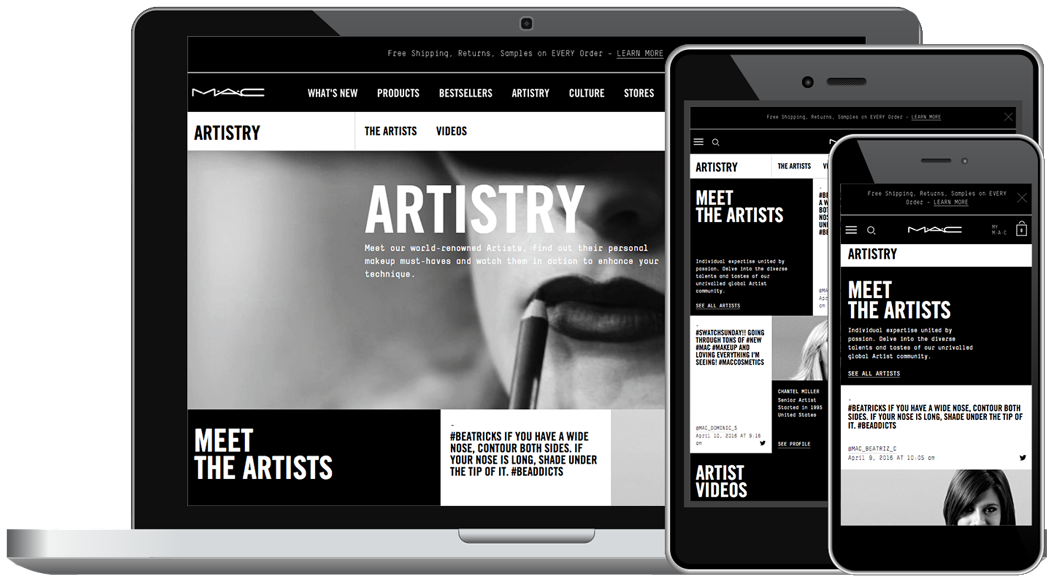 Free Shipping, Returns, Samples on EVERY Order - LEARN MORE
MAC
WHAT'S NEW PRODUCTS BESTSELLERS ARTISTRY CULTURE STORES
ARTISTRY
THE ARTISTS VIDEOS
ARTISTRY
Meet our world-renowned Artists, find out their personal
makeup must-haves and watch them in action to enhance your
technique.
MEET
THE ARTISTS
-
#BEATRICKS IF YOU HAVE A WIDE
NOSE, CONTOUR BOTH SIDES. IF
YOUR NOSE IS LONG, SHADE UNDER
THE TIP OF IT. #BEADDICTS
Free Shipping, Returns, Samples on EVERY Order - LEARN MORE
ARTISTRY
THE ARTISTS
MEET
THE ARTISTS
Individual expertise united by
passion. Delve into the diverse
talents and tastes of our
unrivalled global Artist
community.
SEE ALL ARTISTS
-
#SWATCHSUNDAY!! GOING
THROUGH TONS OF #NEW
#MAC #MAKEUP AND
LOVING EVERYTHING I'M
SEEING! #MACCOSMETICS
@MAC_DOMINIC_S
April 10, 2016 AT 9:16
pm
CHANTEL MILLER
Senior Artist
Started in 1995
United States
SEE PROFILE
ARTIST
VIDEOS
Free Shipping, Returns, Samples on EVERY
Order - LEARN MORE
MAC
MY
M·A·C
ARTISTRY
MEET
THE ARTISTS
Individual expertise united by
passion. Delve into the diverse
talents and tastes of our unrivalled
global Artist community.
SEE ALL ARTISTS
-
#BEATRICKS IF YOU HAVE A WIDE NOSE, CONTOUR BOTH
SIDES. IF YOUR NOSE IS LONG, SHADE UNDER THE TIP OF
IT. #BEADDICTS
@MAC_BEATRIZ_C
April 9, 2016 AT 10:05
am